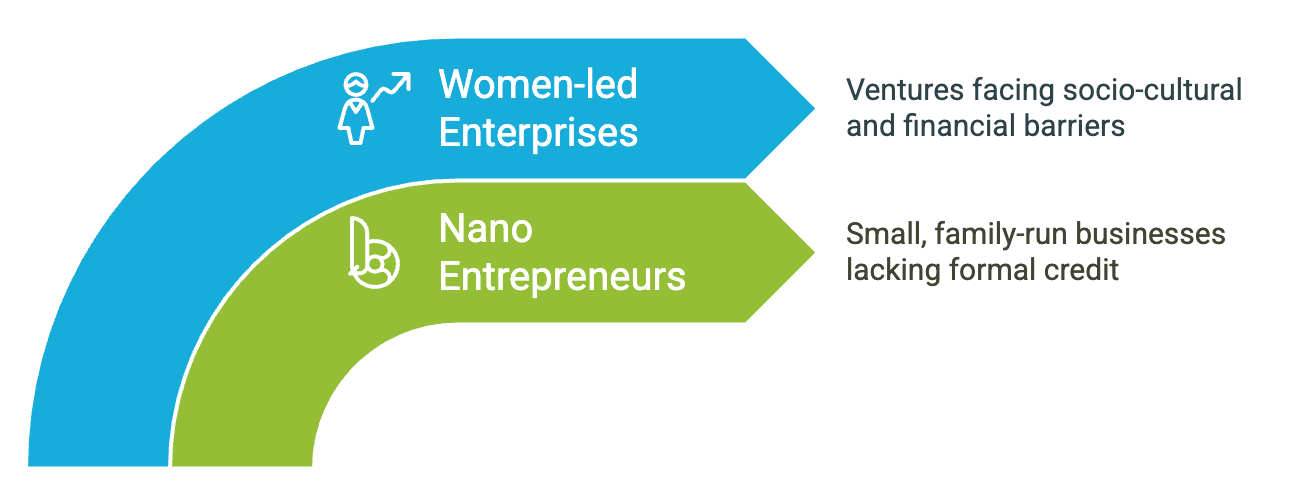 Women-led
Enterprises
Ventures facing socio-cultural
and financial barriers
Nano
Entrepreneurs
Small, family-run businesses
lacking formal credit